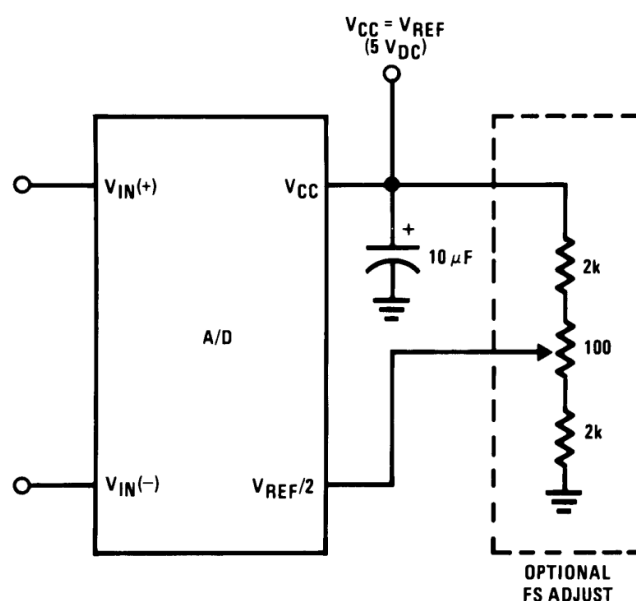 VCC = VREF
(5 VDC)
VIN(+)
VCC
+
10 µF
2k
A/D
100
2k
VIN(–)
VREF/2
OPTIONAL
FS ADJUST